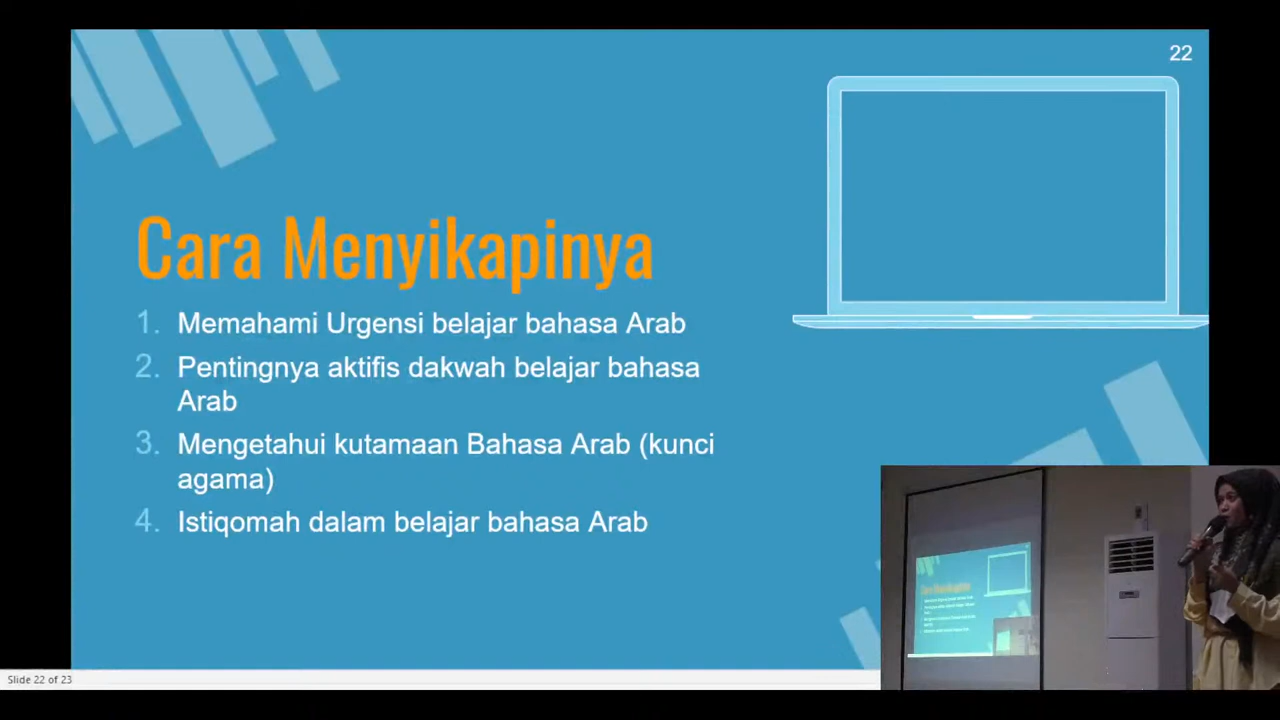 22
Cara Menyikapinya
1. Memahami Urgensi belajar bahasa Arab
2. Pentingnya aktifis dakwah belajar bahasa
Arab
3. Mengetahui kutamaan Bahasa Arab (kunci
agama)
4. Istiqomah dalam belajar bahasa Arab
Slide 22 of 23